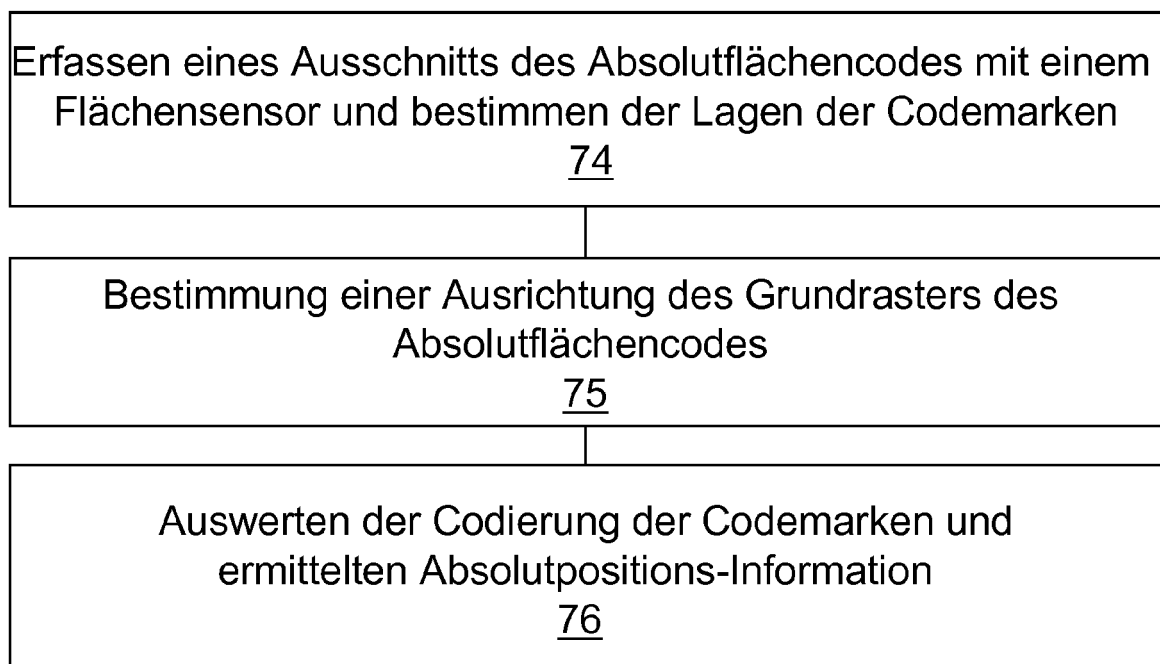 Erfassen eines Ausschnitts des Absolutflächencodes mit einem
Flächensensor und bestimmen der Lagen der Codemarken
74
Bestimmung einer Ausrichtung des Grundrasters des
Absolutflächencodes
75
Auswerten der Codierung der Codemarken und
ermittelten Absolutpositions-Information
76